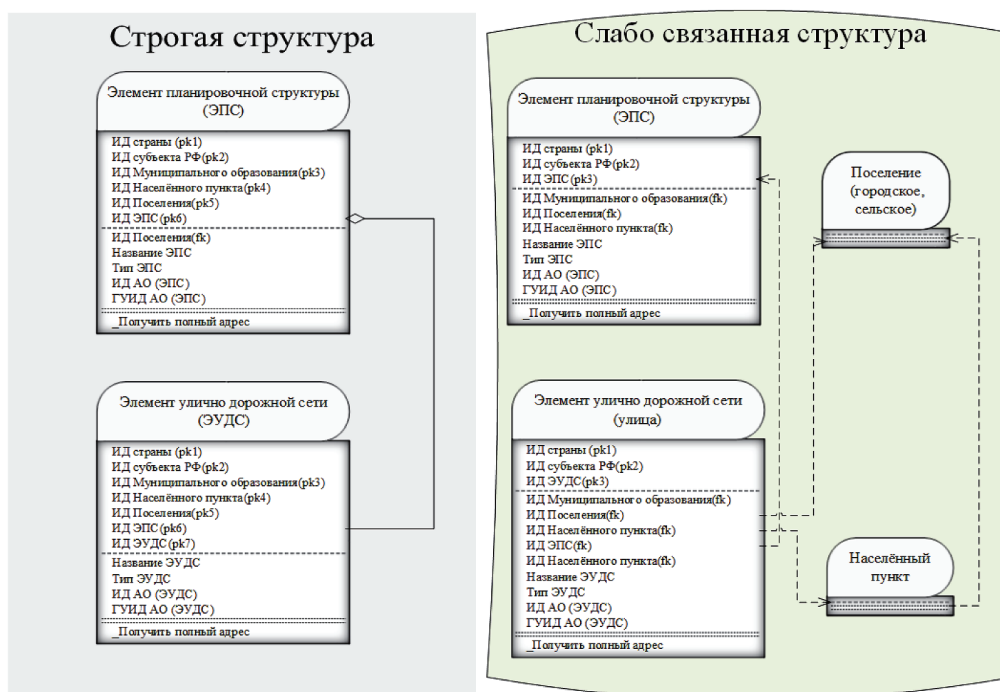 Строгая структура
Элемент планировочной структуры
(ЭПС)
ИД страны (pk1)
ИД субъекта РФ(pk2)
ИД Муниципального образования(pk3)
ИД Населённого пункта(pk4)
ИД Поселения(pk5)
ИД ЭПС(pk6)
ИД Поселения(fk)
Название ЭПС
Тип ЭПС
ИД АО (ЭПС)
ГУИД АО (ЭПС)
_Получить полный адрес
Элемент улично дорожной сети
(ЭУДС)
ИД страны (pk1)
ИД субъекта РФ(pk2)
ИД Муниципального образования(pk3)
ИД Населённого пункта(pk4)
ИД Поселения(pk5)
ИД ЭПС(pk6)
ИД ЭУДС(pk7)
Название ЭУДС
Тип ЭУДС
ИД АО (ЭУДС)
ГУИД АО (ЭУДС)
_Получить полный адрес
Слабо связанная структура
Элемент планировочной структуры
(ЭПС)
ИД страны (pk1)
ИД субъекта РФ(pk2)
ИД ЭПС(pk3)
ИД Муниципального образования(fk)
ИД Поселения(fk)
ИД Населённого пункта(fk)
Название ЭПС
Тип ЭПС
ИД АО (ЭПС)
ГУИД АО (ЭПС)
_Получить полный адрес
Поселение
(городское,
сельское)
Элемент улично дорожной сети
(улица)
ИД страны (pk1)
ИД субъекта РФ(pk2)
ИД ЭУДС(pk3)
ИД Муниципального образования(fk)
ИД Поселения(fk)
ИД Населённого пункта(fk)
ИД ЭПС(fk)
ИД Населённого пункта(fk)
Название ЭУДС
Тип ЭУДС
ИД АО (ЭУДС)
ГУИД АО (ЭУДС)
_Получить полный адрес
Населённый
пункт